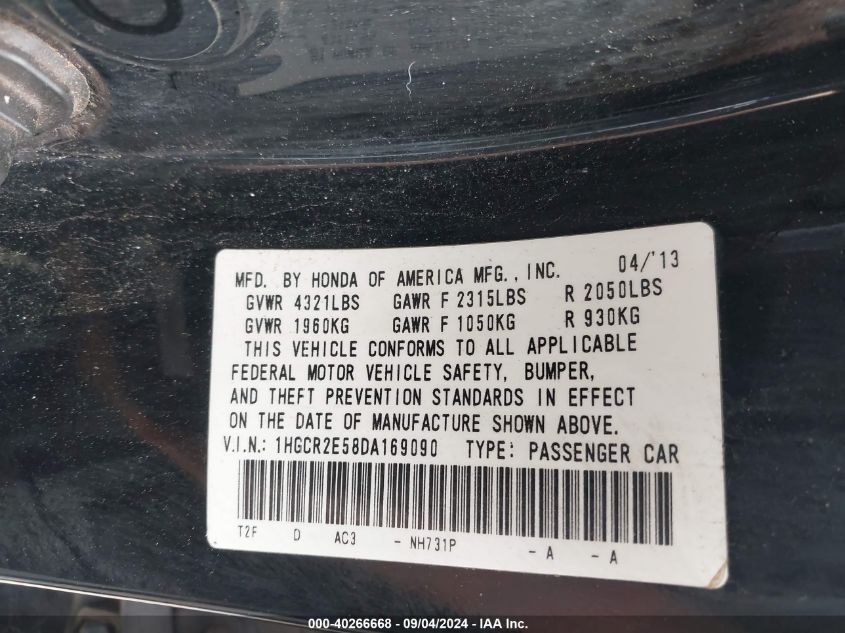 MFD. BY HONDA OF AMERICA MFG., INC. 04/'13
GVWR 4321LBS GAWR F 2315LBS R 2050LBS
GVWR 1960KG GAWR F 1050KG R 930KG
THIS VEHICLE CONFORMS TO ALL APPLICABLE
FEDERAL MOTOR VEHICLE SAFETY, BUMPER,
AND THEFT PREVENTION STANDARDS IN EFFECT
ON THE DATE OF MANUFACTURE SHOWN ABOVE.
V.I.N.: 1HGCR2E58DA169090 TYPE: PASSENGER CAR
T2F D AC3 - NH731P - A - A
000-40266668 - 09/04/2024 - IAA Inc.